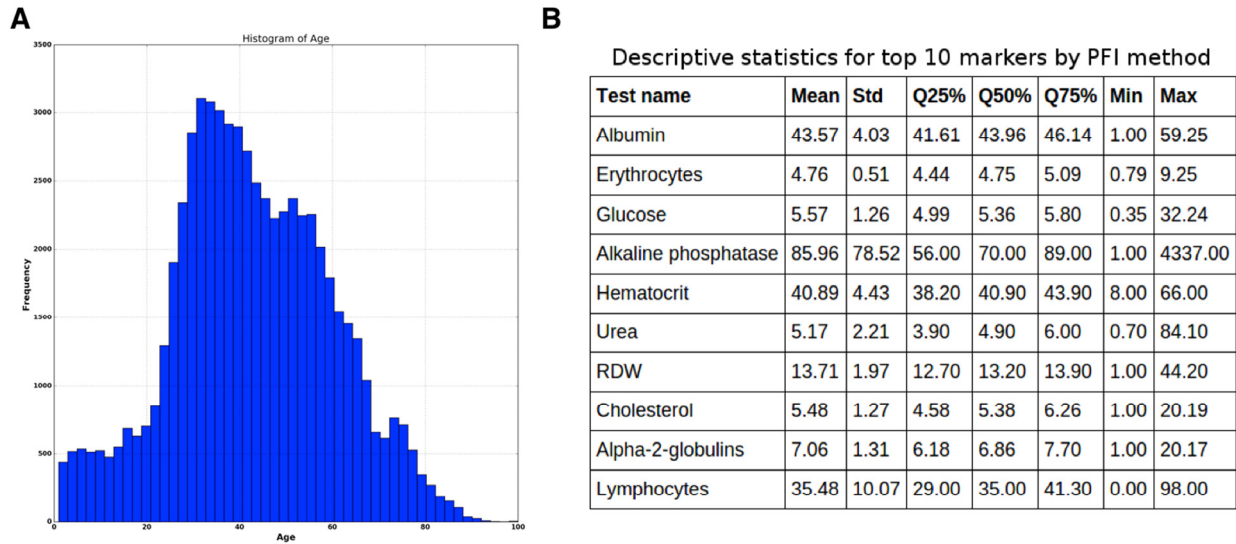 A
Histogram of Age
3500
3000
2500
2000
1500
1000
500
0
Frequency
0 20 40 60 80 100
Age
B
Descriptive statistics for top 10 markers by PFI method
Test name Mean Std Q25% Q50% Q75% Min Max
Albumin 43.57 4.03 41.61 43.96 46.14 1.00 59.25
Erythrocytes 4.76 0.51 4.44 4.75 5.09 0.79 9.25
Glucose 5.57 1.26 4.99 5.36 5.80 0.35 32.24
Alkaline phosphatase 85.96 78.52 56.00 70.00 89.00 1.00 4337.00
Hematocrit 40.89 4.43 38.20 40.90 43.90 8.00 66.00
Urea 5.17 2.21 3.90 4.90 6.00 0.70 84.10
RDW 13.71 1.97 12.70 13.20 13.90 1.00 44.20
Cholesterol 5.48 1.27 4.58 5.38 6.26 1.00 20.19
Alpha-2-globulins 7.06 1.31 6.18 6.86 7.70 1.00 20.17
Lymphocytes 35.48 10.07 29.00 35.00 41.30 0.00 98.00